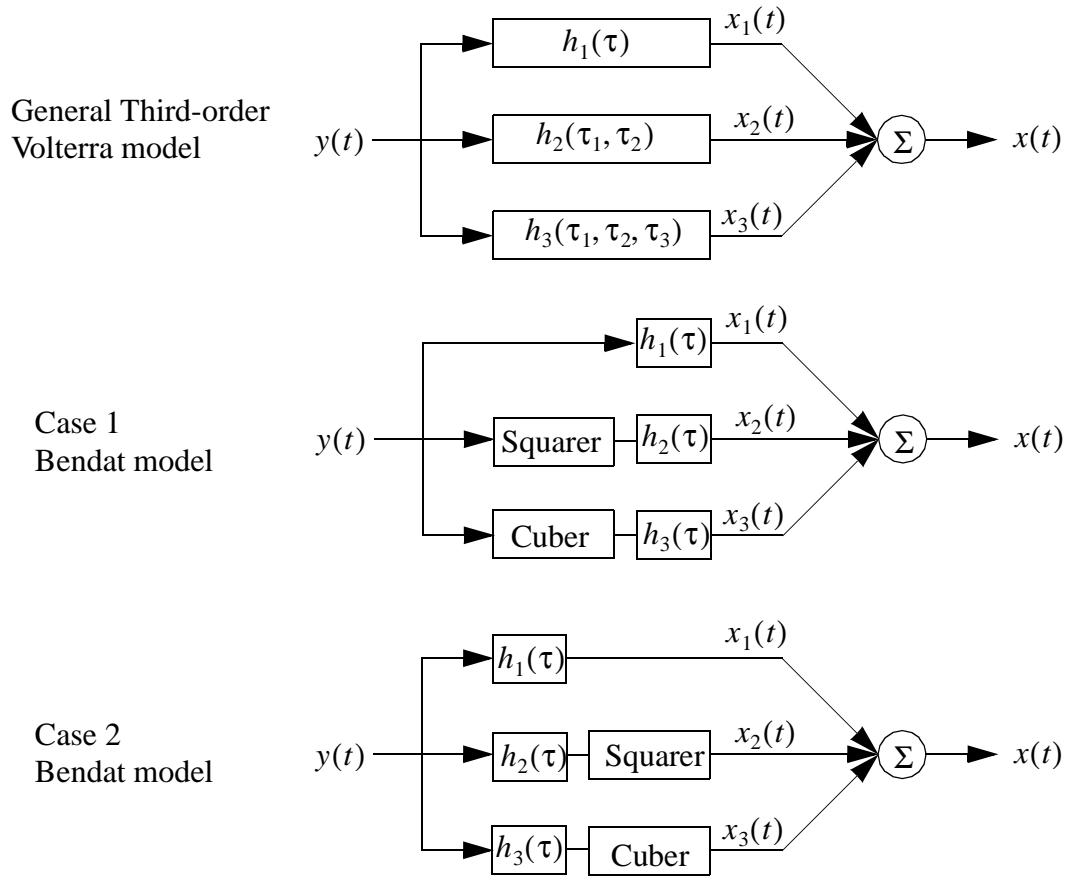 General Third-order
Volterra model
y(t)
h₁(τ)
x₁(t)
h₂(τ₁, τ₂)
x₂(t)
h₃(τ₁, τ₂, τ₃)
x₃(t)
Σ
x(t)
Case 1
Bendat model
y(t)
h₁(τ)
x₁(t)
Squarer
h₂(τ)
x₂(t)
Cuber
h₃(τ)
x₃(t)
Σ
x(t)
Case 2
Bendat model
y(t)
h₁(τ)
x₁(t)
h₂(τ)
Squarer
x₂(t)
h₃(τ)
Cuber
x₃(t)
Σ
x(t)